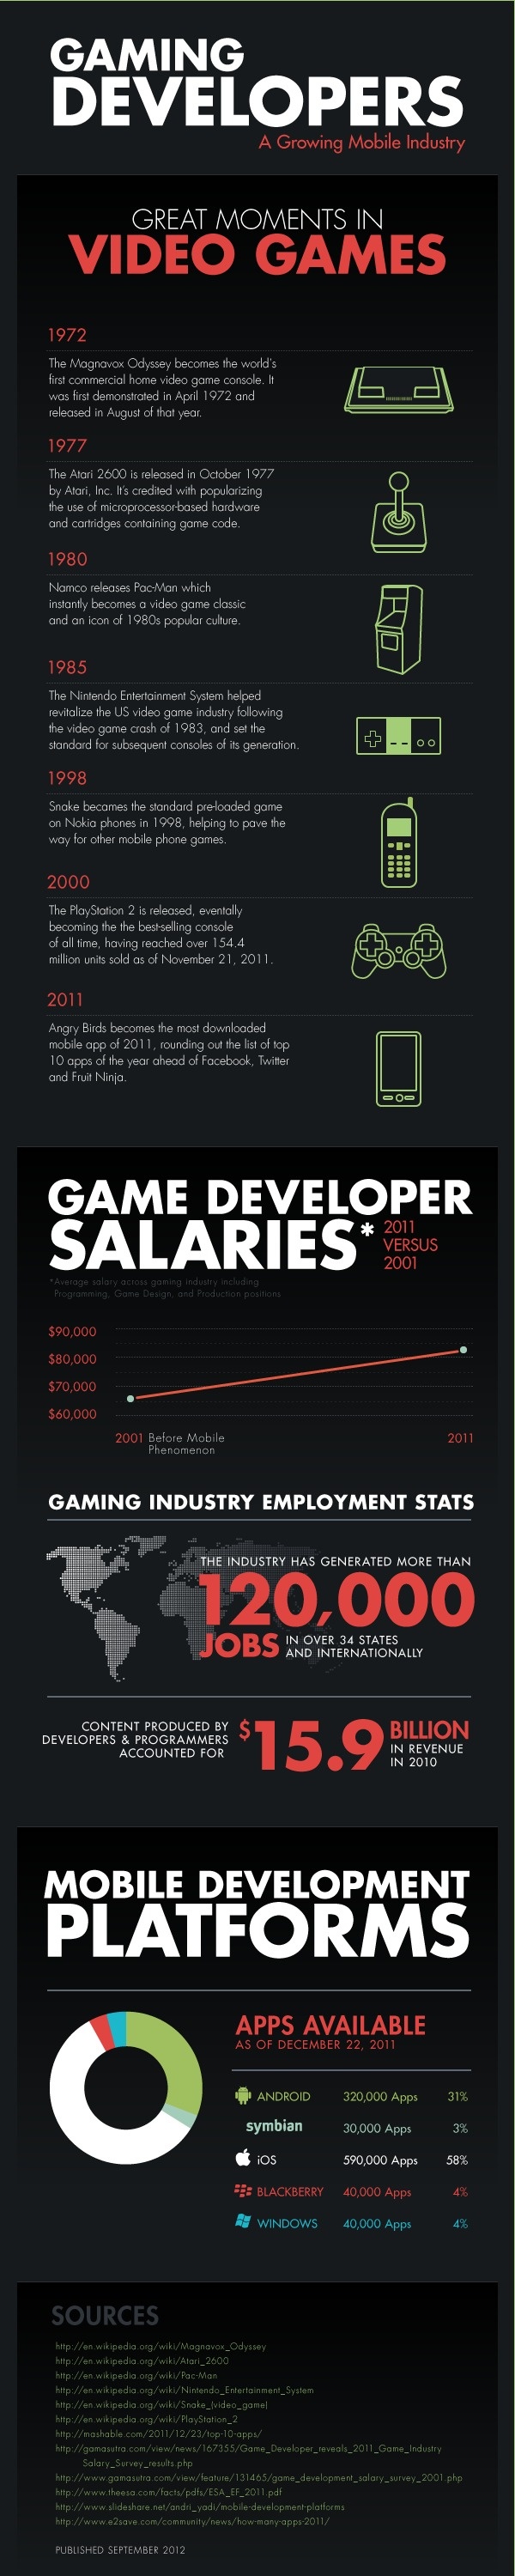 GAMING
DEVELOPERS
A Growing Mobile Industry
GREAT MOMENTS IN
VIDEO GAMES
1972
The Magnavox Odyssey becomes the world's
first commercial home video game console. It
was first demonstrated in April 1972 and
released in August of that year.
1977
The Atari 2600 is released in October 1977
by Atari, Inc. It's credited with popularizing
the use of microprocessor-based hardware
and cartridges containing game code.
1980
Namco releases Pac-Man which
instantly becomes a video game classic
and an icon of 1980s popular culture.
1985
The Nintendo Entertainment System helped
revitalize the US video game industry following
the video game crash of 1983, and set the
standard for subsequent consoles of its generation.
1998
Snake becames the standard pre-loaded game
on Nokia phones in 1998, helping to pave the
way for other mobile phone games.
2000
The PlayStation 2 is released, eventally
becoming the the best-selling console
of all time, having reached over 154.4
million units sold as of November 21, 2011.
2011
Angry Birds becomes the most downloaded
mobile app of 2011, rounding out the list of top
10 apps of the year ahead of Facebook, Twitter
and Fruit Ninja.
GAME DEVELOPER
SALARIES* 2011
VERSUS
2001
*Average salary across gaming industry including
Programming, Game Design, and Production positions
$90,000
$80,000
$70,000
$60,000
2001 Before Mobile
Phenomenon
2011
GAMING INDUSTRY EMPLOYMENT STATS
THE INDUSTRY HAS GENERATED MORE THAN
120,000
JOBS IN OVER 34 STATES
AND INTERNATIONALLY
CONTENT PRODUCED BY
DEVELOPERS & PROGRAMMERS
ACCOUNTED FOR
$15.9 BILLION
IN REVENUE
IN 2010
MOBILE DEVELOPMENT
PLATFORMS
APPS AVAILABLE
AS OF DECEMBER 22, 2011
ANDROID 320,000 Apps 31%
symbian 30,000 Apps 3%
iOS 590,000 Apps 58%
BLACKBERRY 40,000 Apps 4%
WINDOWS 40,000 Apps 4%
SOURCES
http://en.wikipedia.org/wiki/Magnavox_Odyssey
http://en.wikipedia.org/wiki/Atari_2600
http://en.wikipedia.org/wiki/Pac-Man
http://en.wikipedia.org/wiki/Nintendo_Entertainment_System
http://en.wikipedia.org/wiki/Snake_(video_game)
http://en.wikipedia.org/wiki/PlayStation_2
http://mashable.com/2011/12/23/top-10-apps/
http://gamasutra.com/view/news/167355/Game_Developer_reveals_2011_Game_Industry
Salary_Survey_results.php
http://www.gamasutra.com/view/feature/131465/game_development_salary_survey_2001.php
http://www.theesa.com/facts/pdfs/ESA_EF_2011.pdf
http://www.slideshare.net/andri_yadi/mobile-development-platforms
http://www.e2save.com/community/news/how-many-apps-2011/
PUBLISHED SEPTEMBER 2012